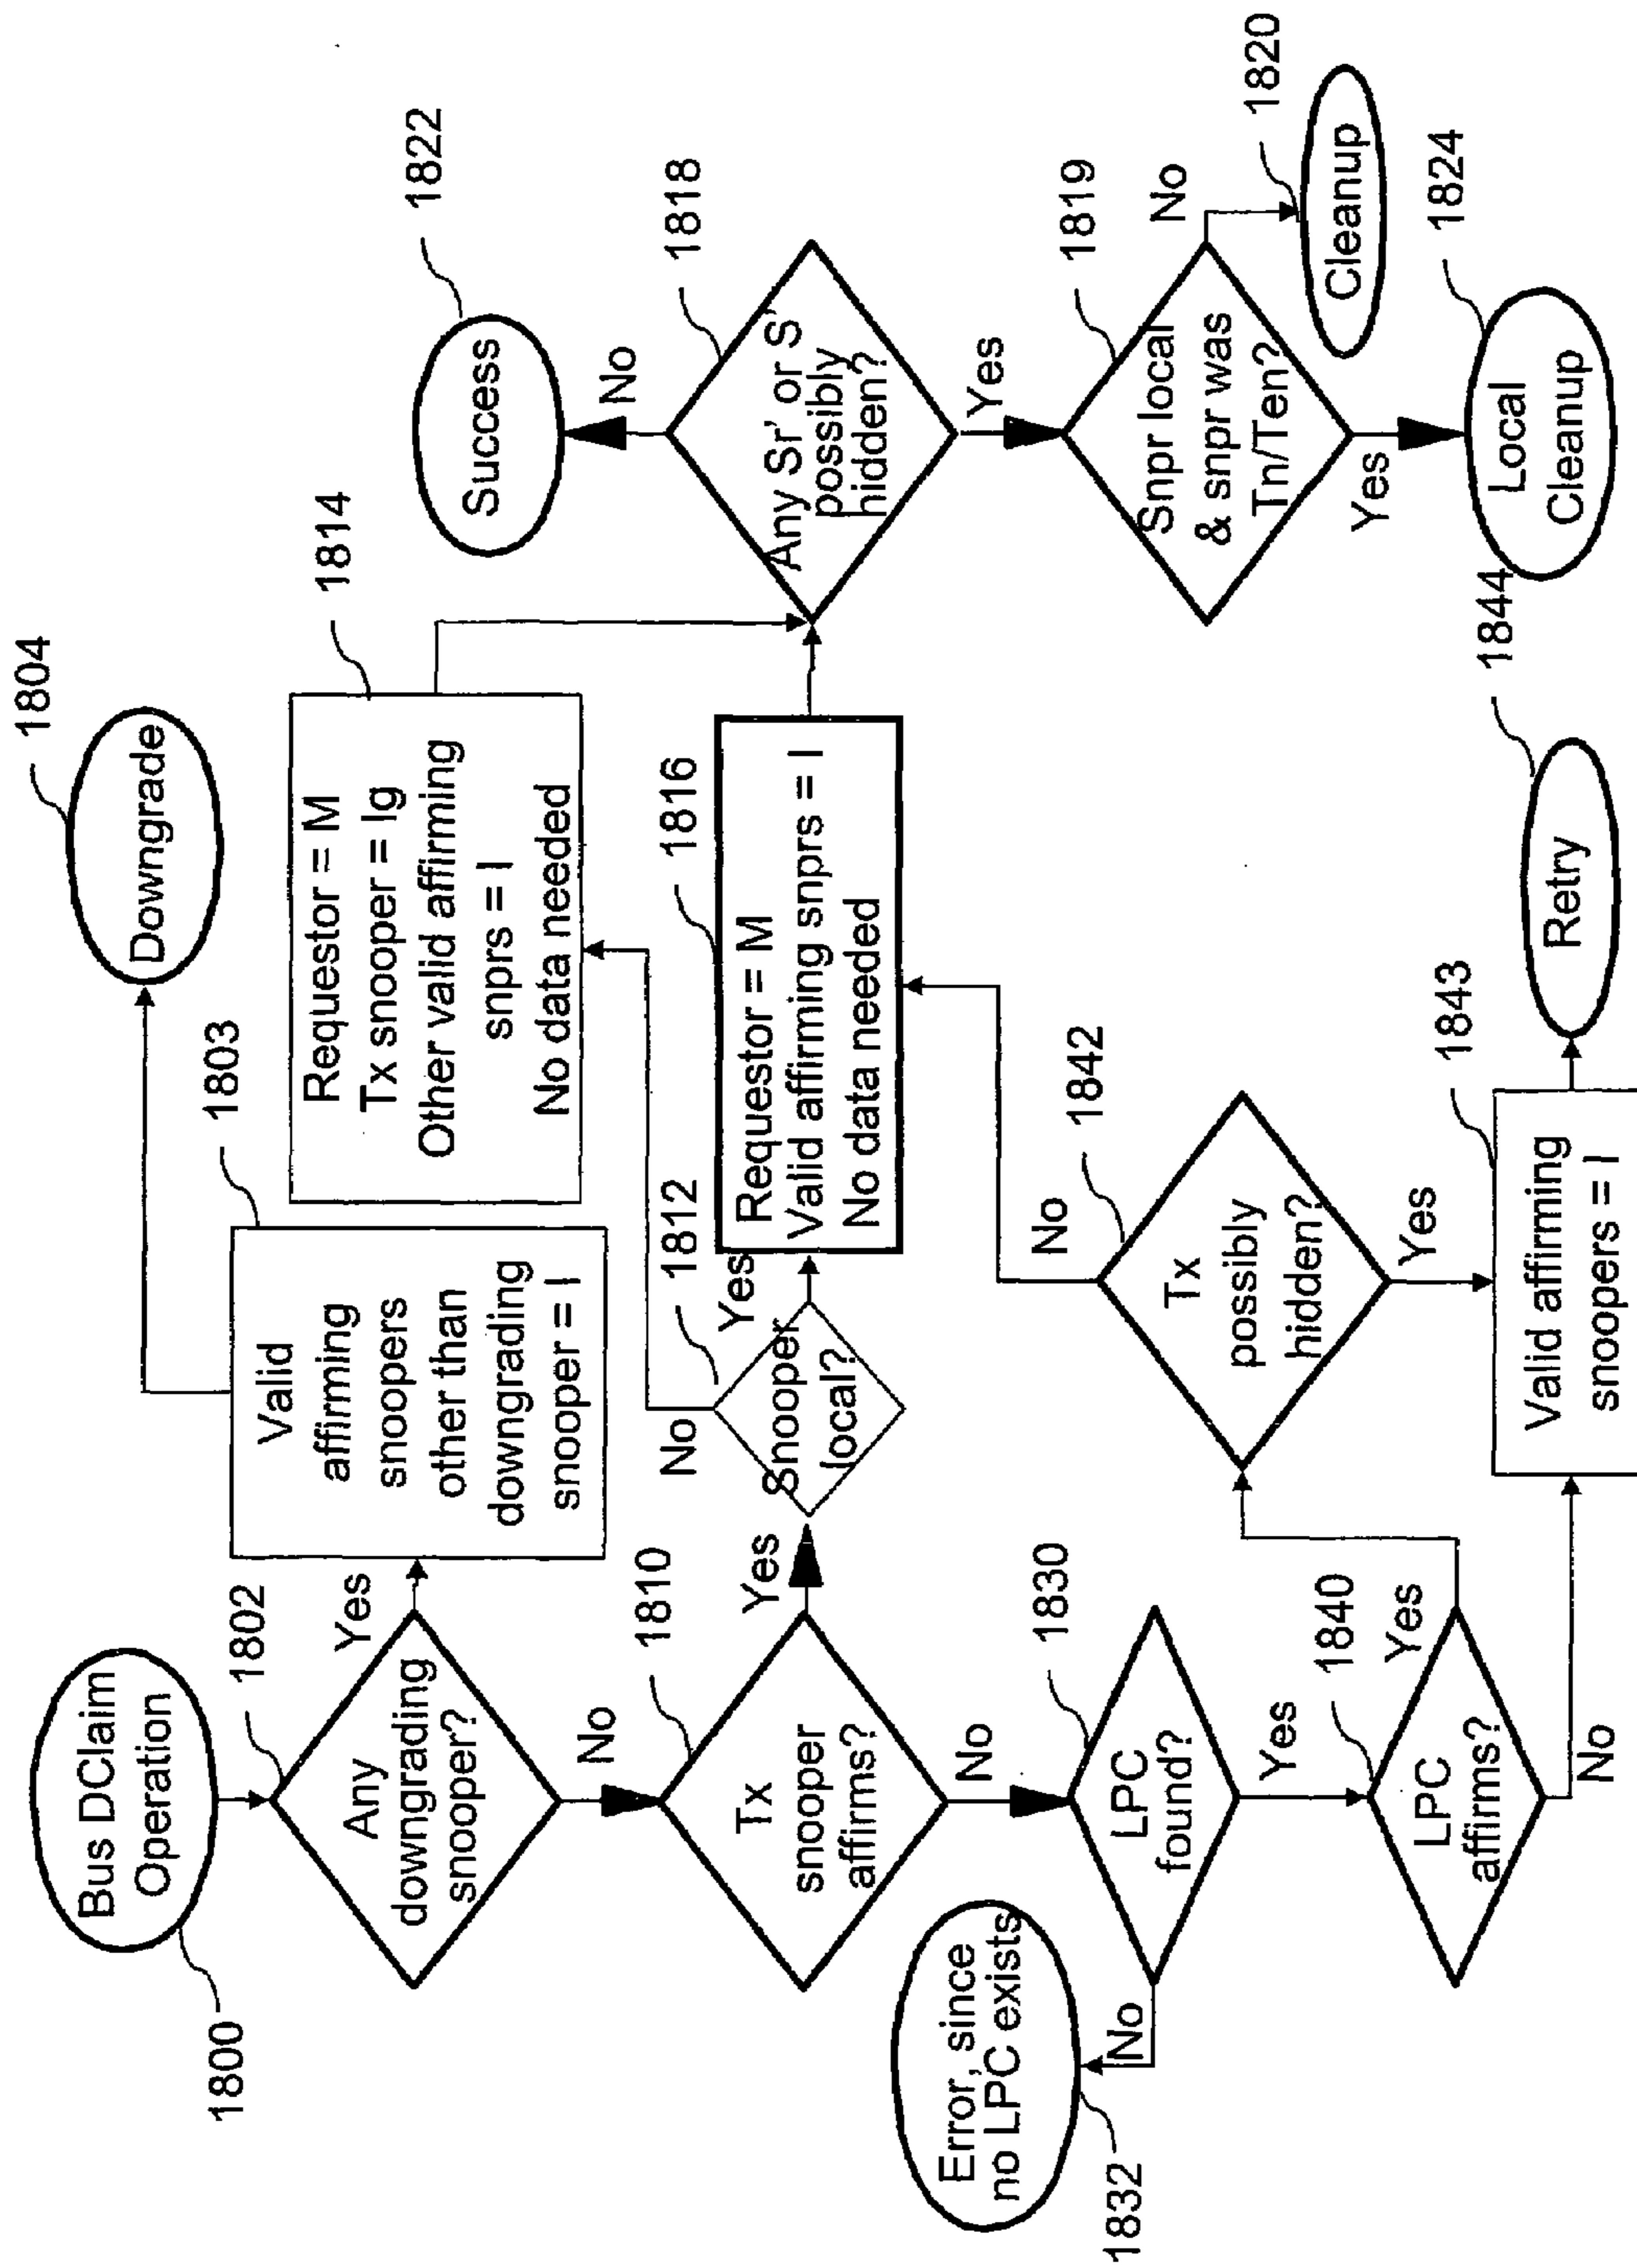 1800
Bus DClaim
Operation
1802
Any
downgrading
snooper?
Yes
No
1803
Valid
affirming
snoopers
other than
downgrading
snooper = I
1804
Downgrade
1810
Tx
snooper
affirms?
Yes
No
1812
Snooper
local?
No
Yes
1814
Requestor = M
Tx snooper = Ig
Other valid affirming
snprs = I
No data needed
1816
Requestor = M
Valid affirming snprs = I
No data needed
1822
Success
No
1818
Any Sr' or S'
possibly
hidden?
Yes
1819
Snpr local
& snpr was
Tn/Ten?
No
1820
Cleanup
Yes
1824
Local
Cleanup
1830
LPC
found?
No
Yes
1832
Error, since
no LPC exists
1840
LPC
affirms?
Yes
No
1842
Tx
possibly
hidden?
No
Yes
1843
Valid affirming
snoopers = I
1844
Retry